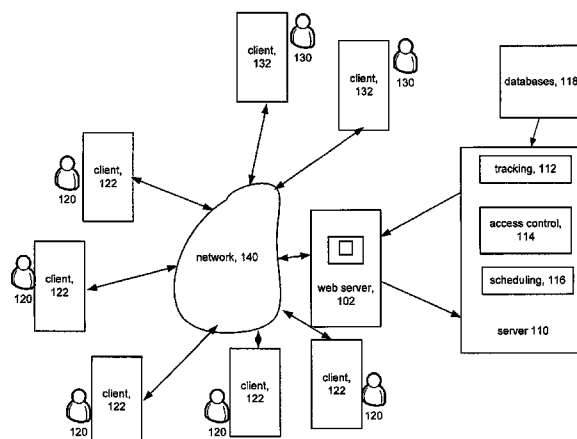 client,
132
130
client,
132
130
databases, 118
client,
122
120
tracking, 112
access control,
114
scheduling, 116
server 110
client,
122
120
network, 140
web server,
102
client,
122
120
client,
122
120
client,
122
120